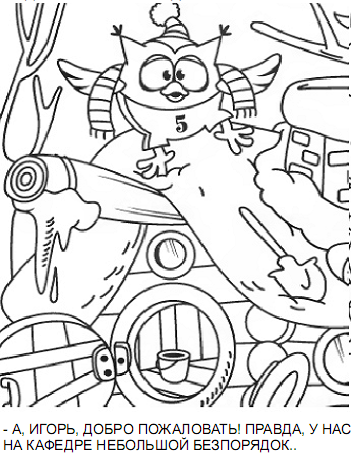 5
- А, ИГОРЬ, ДОБРО ПОЖАЛОВАТЬ! ПРАВДА, У НАС
НА КАФЕДРЕ НЕБОЛЬШОЙ БЕЗПОРЯДОК..